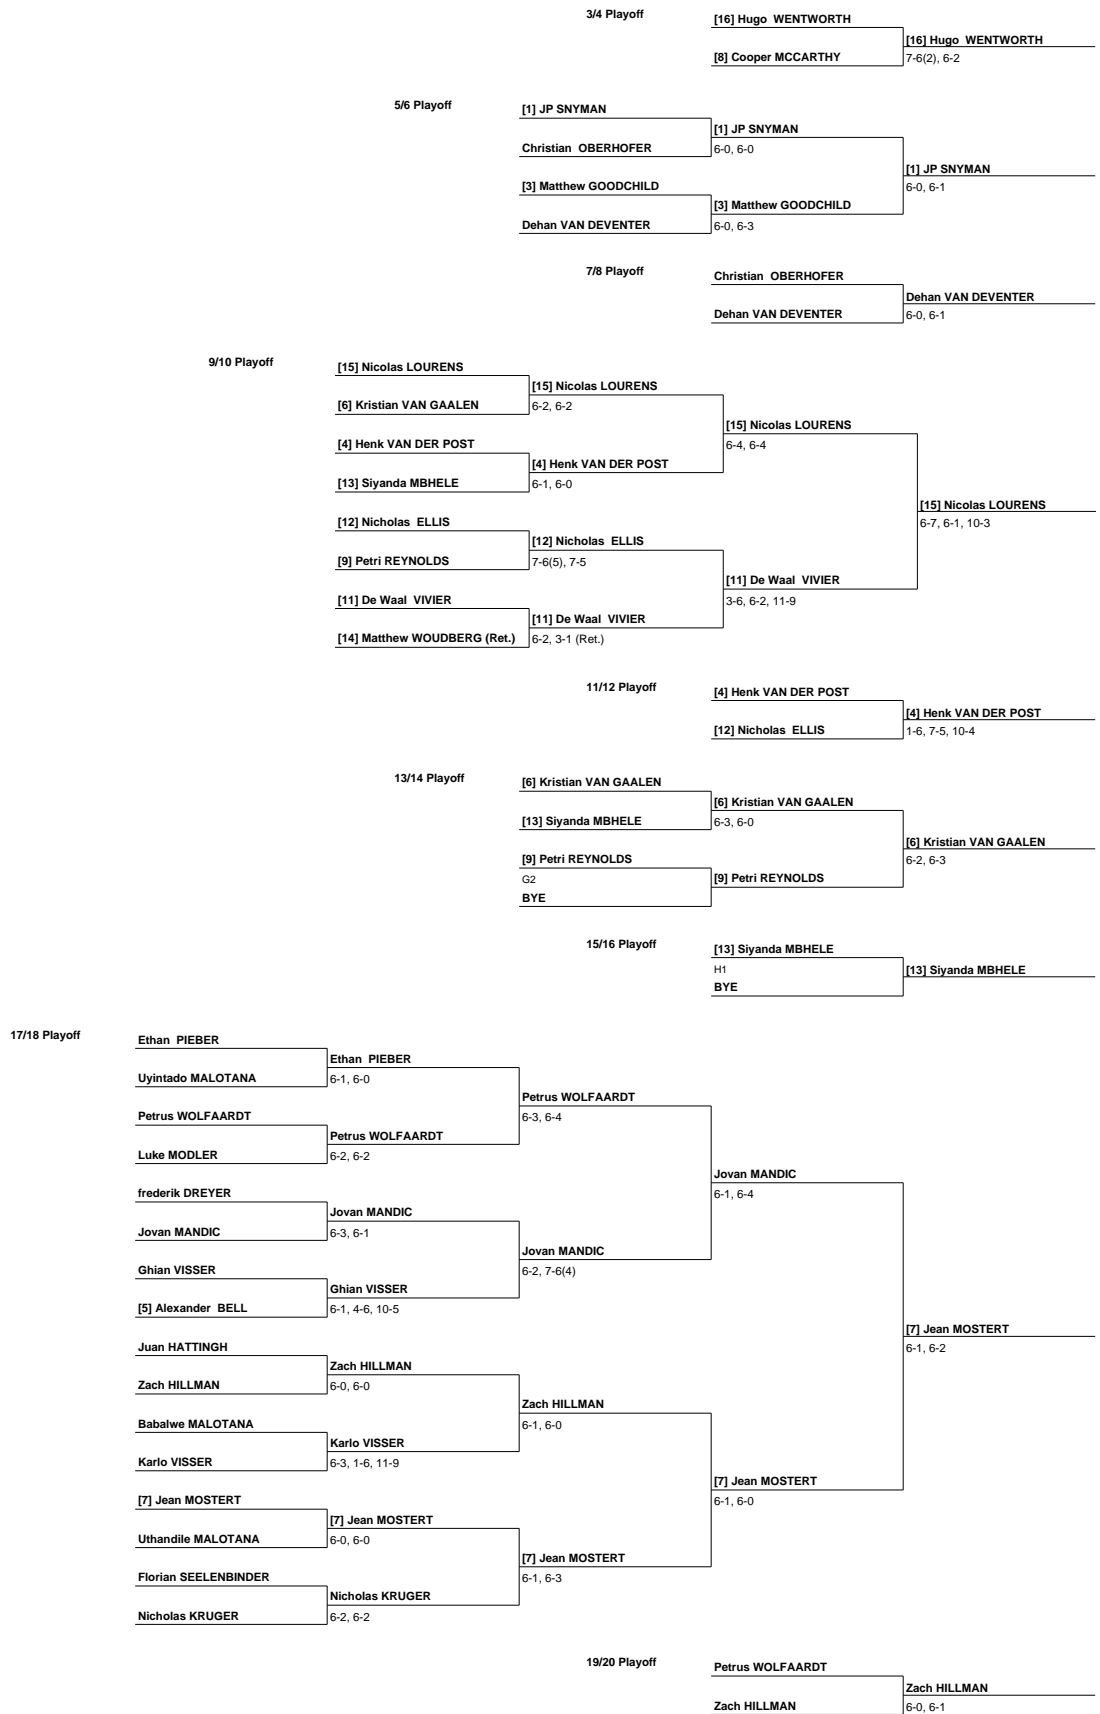 3/4 Playoff
[16] Hugo  WENTWORTH
[16] Hugo  WENTWORTH
[8] Cooper MCCARTHY
7-6(2), 6-2
5/6 Playoff
[1] JP SNYMAN
[1] JP SNYMAN
Christian  OBERHOFER
6-0, 6-0
[1] JP SNYMAN
6-0, 6-1
[3] Matthew GOODCHILD
[3] Matthew GOODCHILD
Dehan VAN DEVENTER
6-0, 6-3
7/8 Playoff
Christian  OBERHOFER
Dehan VAN DEVENTER
Dehan VAN DEVENTER
6-0, 6-1
9/10 Playoff
[15] Nicolas LOURENS
[15] Nicolas LOURENS
[6] Kristian VAN GAALEN
6-2, 6-2
[15] Nicolas LOURENS
6-4, 6-4
[4] Henk VAN DER POST
[4] Henk VAN DER POST
[13] Siyanda MBHELE
6-1, 6-0
[15] Nicolas LOURENS
6-7, 6-1, 10-3
[12] Nicholas  ELLIS
[12] Nicholas  ELLIS
[9] Petri REYNOLDS
7-6(5), 7-5
[11] De Waal  VIVIER
3-6, 6-2, 11-9
[11] De Waal  VIVIER
[11] De Waal  VIVIER
[14] Matthew WOUDBERG (Ret.)
6-2, 3-1 (Ret.)
11/12 Playoff
[4] Henk VAN DER POST
[4] Henk VAN DER POST
[12] Nicholas  ELLIS
1-6, 7-5, 10-4
13/14 Playoff
[6] Kristian VAN GAALEN
[6] Kristian VAN GAALEN
[13] Siyanda MBHELE
6-3, 6-0
[6] Kristian VAN GAALEN
6-2, 6-3
[9] Petri REYNOLDS
G2
[9] Petri REYNOLDS
BYE
15/16 Playoff
[13] Siyanda MBHELE
H1
[13] Siyanda MBHELE
BYE
17/18 Playoff
Ethan  PIEBER
Ethan  PIEBER
Uyintado MALOTANA
6-1, 6-0
Petrus WOLFAARDT
6-3, 6-4
Petrus WOLFAARDT
Petrus WOLFAARDT
Luke MODLER
6-2, 6-2
Jovan MANDIC
6-1, 6-4
frederik DREYER
Jovan MANDIC
Jovan MANDIC
6-3, 6-1
Jovan MANDIC
6-2, 7-6(4)
Ghian VISSER
Ghian VISSER
[5] Alexander  BELL
6-1, 4-6, 10-5
[7] Jean MOSTERT
6-1, 6-2
Juan HATTINGH
Zach HILLMAN
Zach HILLMAN
6-0, 6-0
Zach HILLMAN
6-1, 6-0
Babalwe MALOTANA
Karlo VISSER
Karlo VISSER
6-3, 1-6, 11-9
[7] Jean MOSTERT
6-1, 6-0
[7] Jean MOSTERT
[7] Jean MOSTERT
Uthandile MALOTANA
6-0, 6-0
[7] Jean MOSTERT
6-1, 6-3
Florian SEELENBINDER
Nicholas KRUGER
Nicholas KRUGER
6-2, 6-2
19/20 Playoff
Petrus WOLFAARDT
Zach HILLMAN
Zach HILLMAN
6-0, 6-1